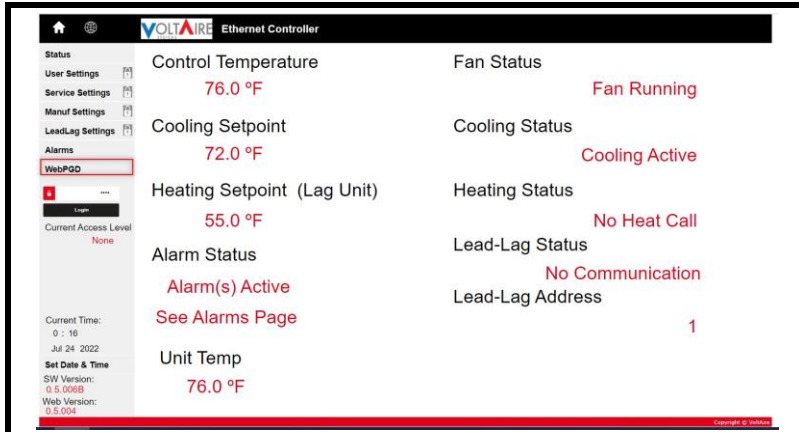 VOLTAIRE Ethernet Controller
SYSTEMS
Status
User Settings
Service Settings
Manuf Settings
LeadLag Settings
Alarms
WebPGD
Login
Current Access Level
None
Current Time:
0 : 16
Jul 24 2022
Set Date & Time
SW Version:
0.5.006B
Web Version:
0.5.004
Control Temperature
76.0 ºF
Cooling Setpoint
72.0 ºF
Heating Setpoint (Lag Unit)
55.0 ºF
Alarm Status
Alarm(s) Active
See Alarms Page
Unit Temp
76.0 ºF
Fan Status
Fan Running
Cooling Status
Cooling Active
Heating Status
No Heat Call
Lead-Lag Status
No Communication
Lead-Lag Address
1
Copyright © VoltAire